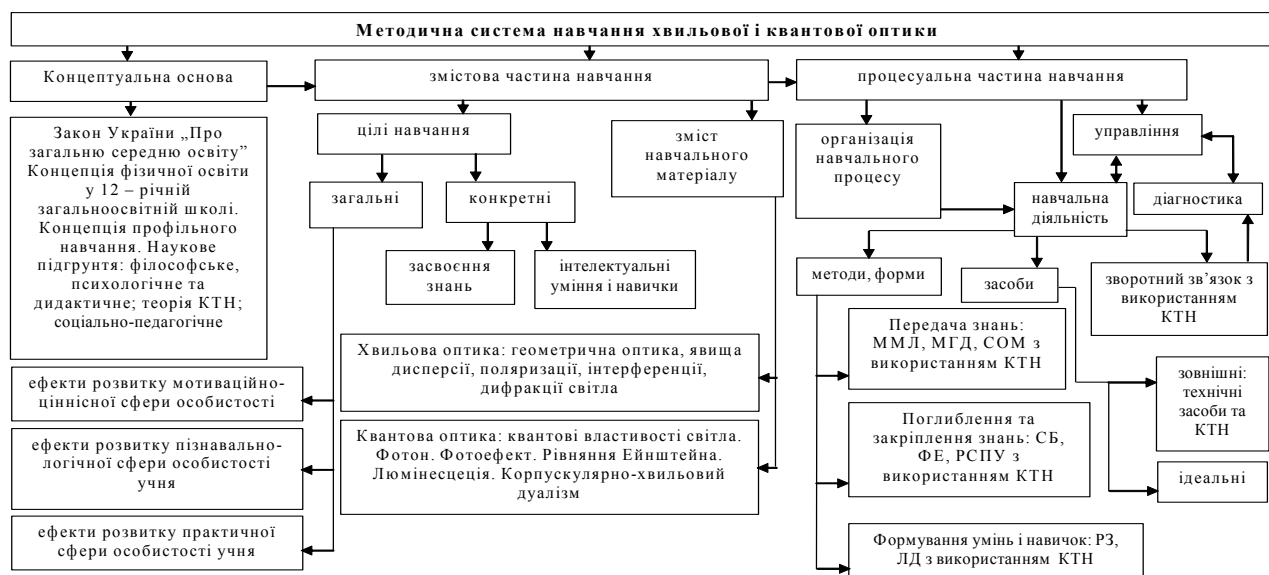 Методична система навчання хвильової і квантової оптики
Концептуальна основа
змістова частина навчання
процесуальна частина навчання
Закон України „Про
загальню середню освіту”
Концепція фізичної освіти
у 12 – річній
загальноосвітній школі.
Концепція профільного
навчання. Наукове
підгрунтя: філософське,
психологічне та
дидактичне; теорія КТН;
соціально-педагогічне
цілі навчання
зміст
навчального
матеріалу
організація
навчального
процесу
управління
загальні
конкретні
навчальна
діяльність
діагностика
засвоєння
знань
інтелектуальні
уміння і навички
методи, форми
засоби
зворотний зв’язок з
використанням
КТН
Хвильова оптика: геометрична оптика, явища
дисперсії, поляризації, інтерференції,
дифракції світла
Передача знань:
ММЛ, МГД, СОМ з
використанням КТН
ефекти розвитку мотиваційно-
ціннісної сфери особистості
зовнішні:
технічні
засоби та
КТН
Квантова оптика: квантові властивості світла.
Фотон. Фотоефект. Рівняння Ейнштейна.
Люмінесцеція. Корпускулярно-хвильовий
дуалізм
Поглиблення та
закріплення знань: СБ,
ФЕ, РСПУ з
використанням КТН
ефекти розвитку пізнавально-
логічної сфери особистості
учня
ідеальні
ефекти розвитку практичної
сфери особистості учня
Формування умінь і навичок: РЗ,
ЛД з використанням КТН